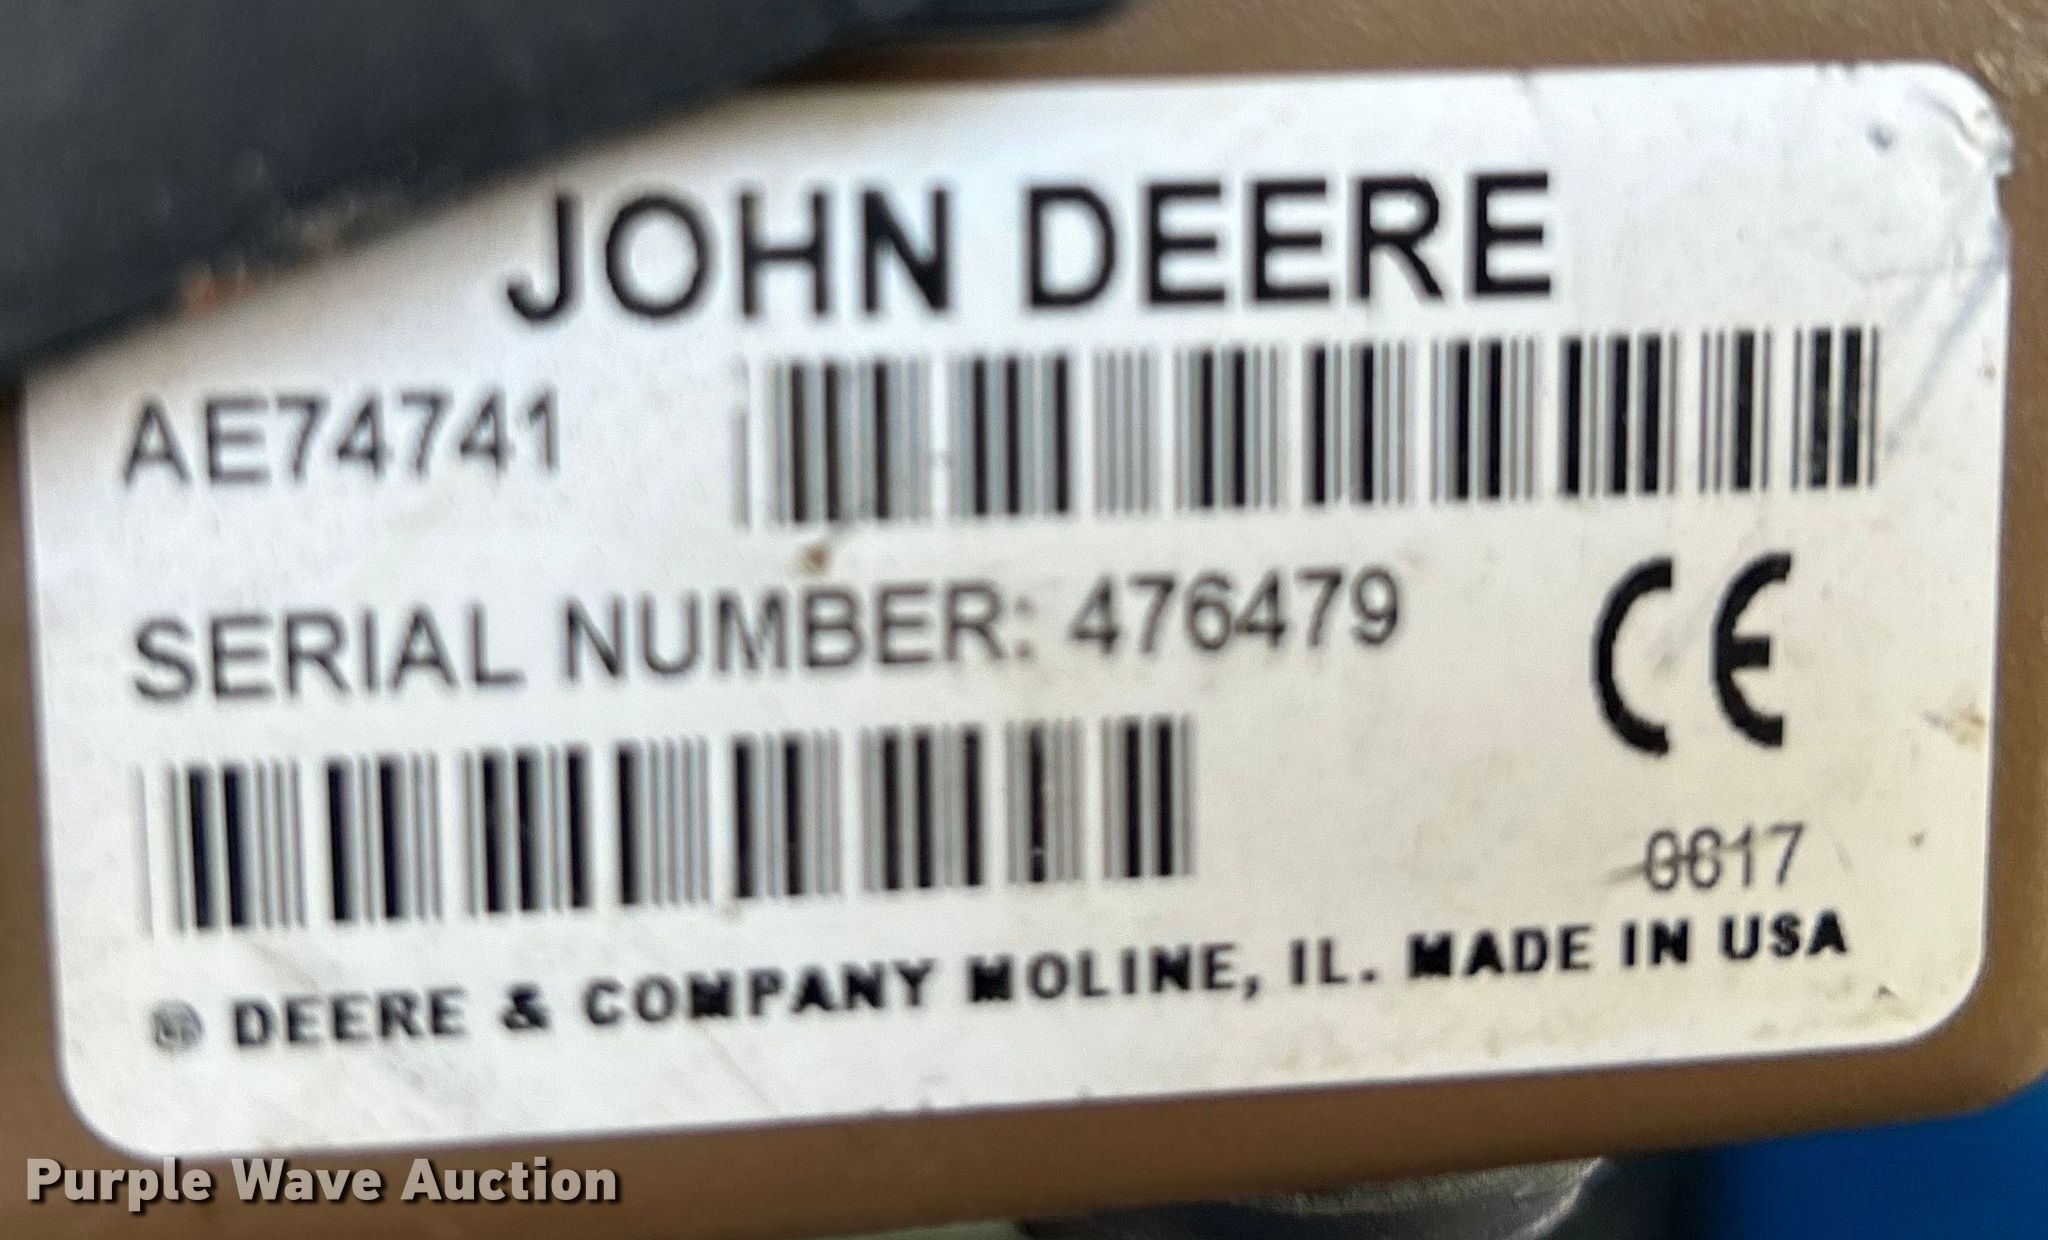 JOHN DEERE
AE74741
SERIAL NUMBER: 476479
CE
0617
© DEERE & COMPANY MOLINE, IL. MADE IN USA
Purple Wave Auction